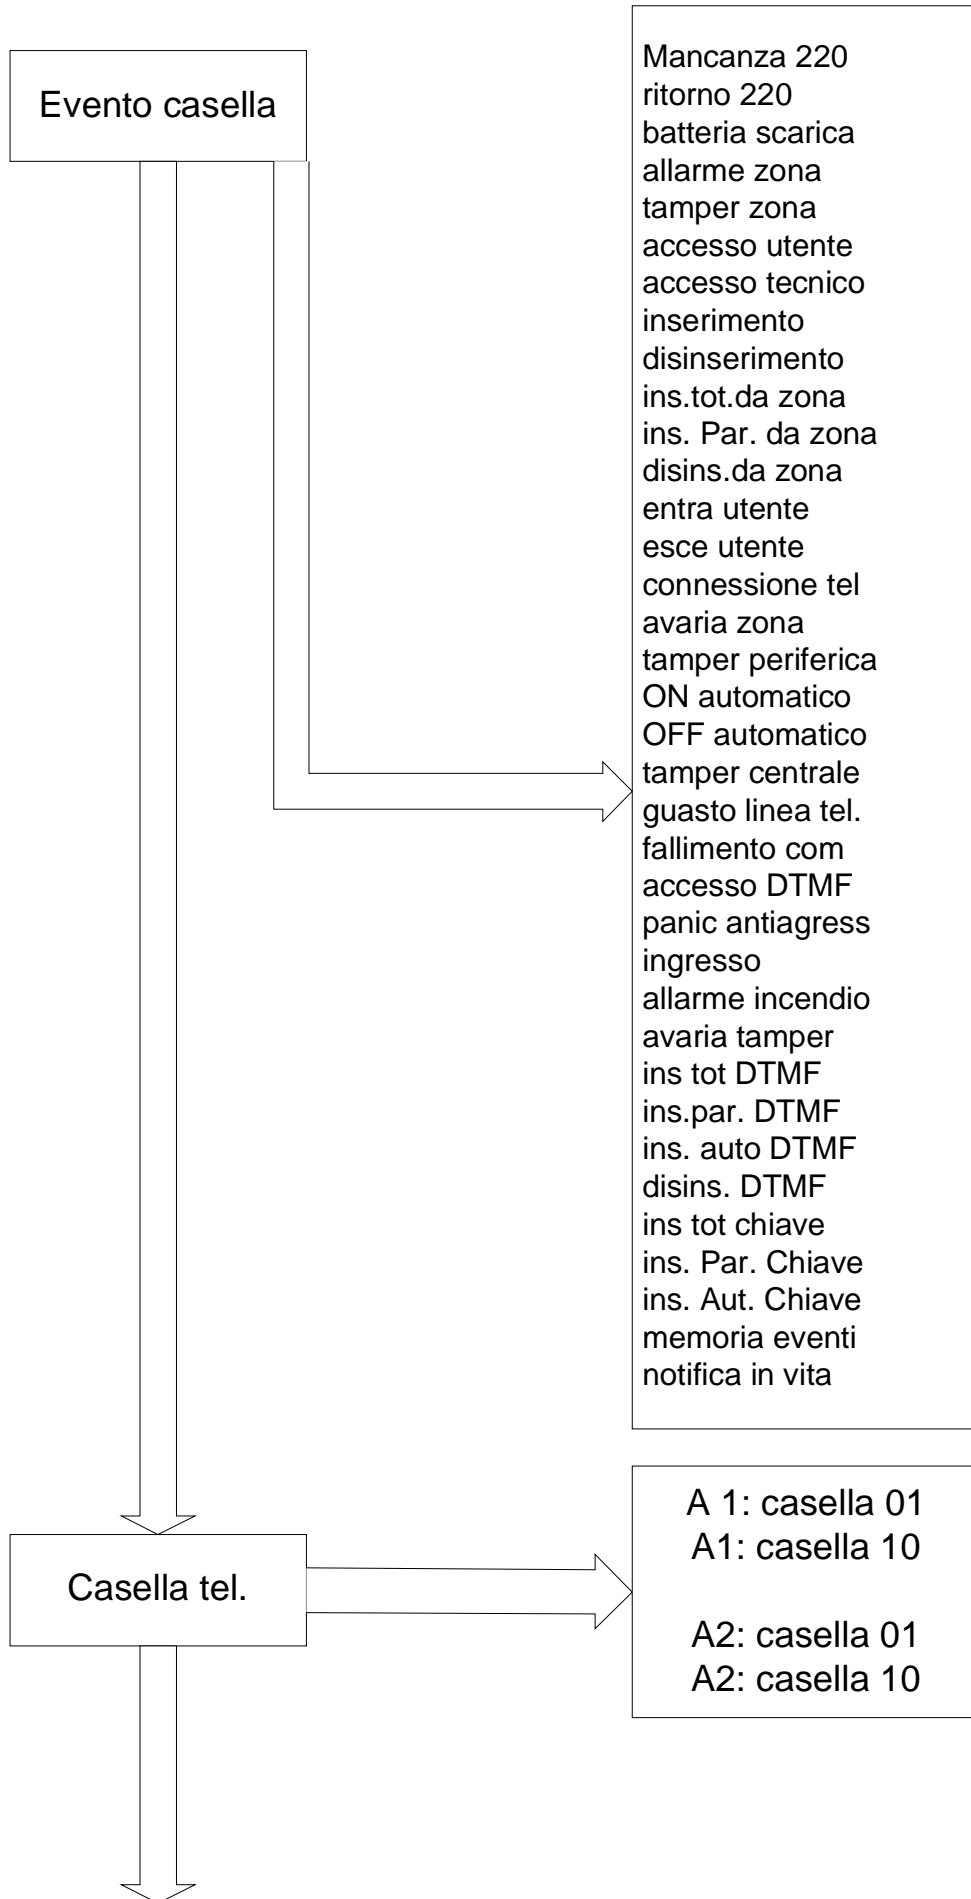 Evento casella
Mancanza 220
ritorno 220
batteria scarica
allarme zona
tamper zona
accesso utente
accesso tecnico
inserimento
disinserimento
ins.tot.da zona
ins. Par. da zona
disins.da zona
entra utente
esce utente
connessione tel
avaria zona
tamper periferica
ON automatico
OFF automatico
tamper centrale
guasto linea tel.
fallimento com
accesso DTMF
panic antiagress
ingresso
allarme incendio
avaria tamper
ins tot DTMF
ins.par. DTMF
ins. auto DTMF
disins. DTMF
ins tot chiave
ins. Par. Chiave
ins. Aut. Chiave
memoria eventi
notifica in vita
Casella tel.
A 1: casella 01
A1: casella 10
A2: casella 01
A2: casella 10